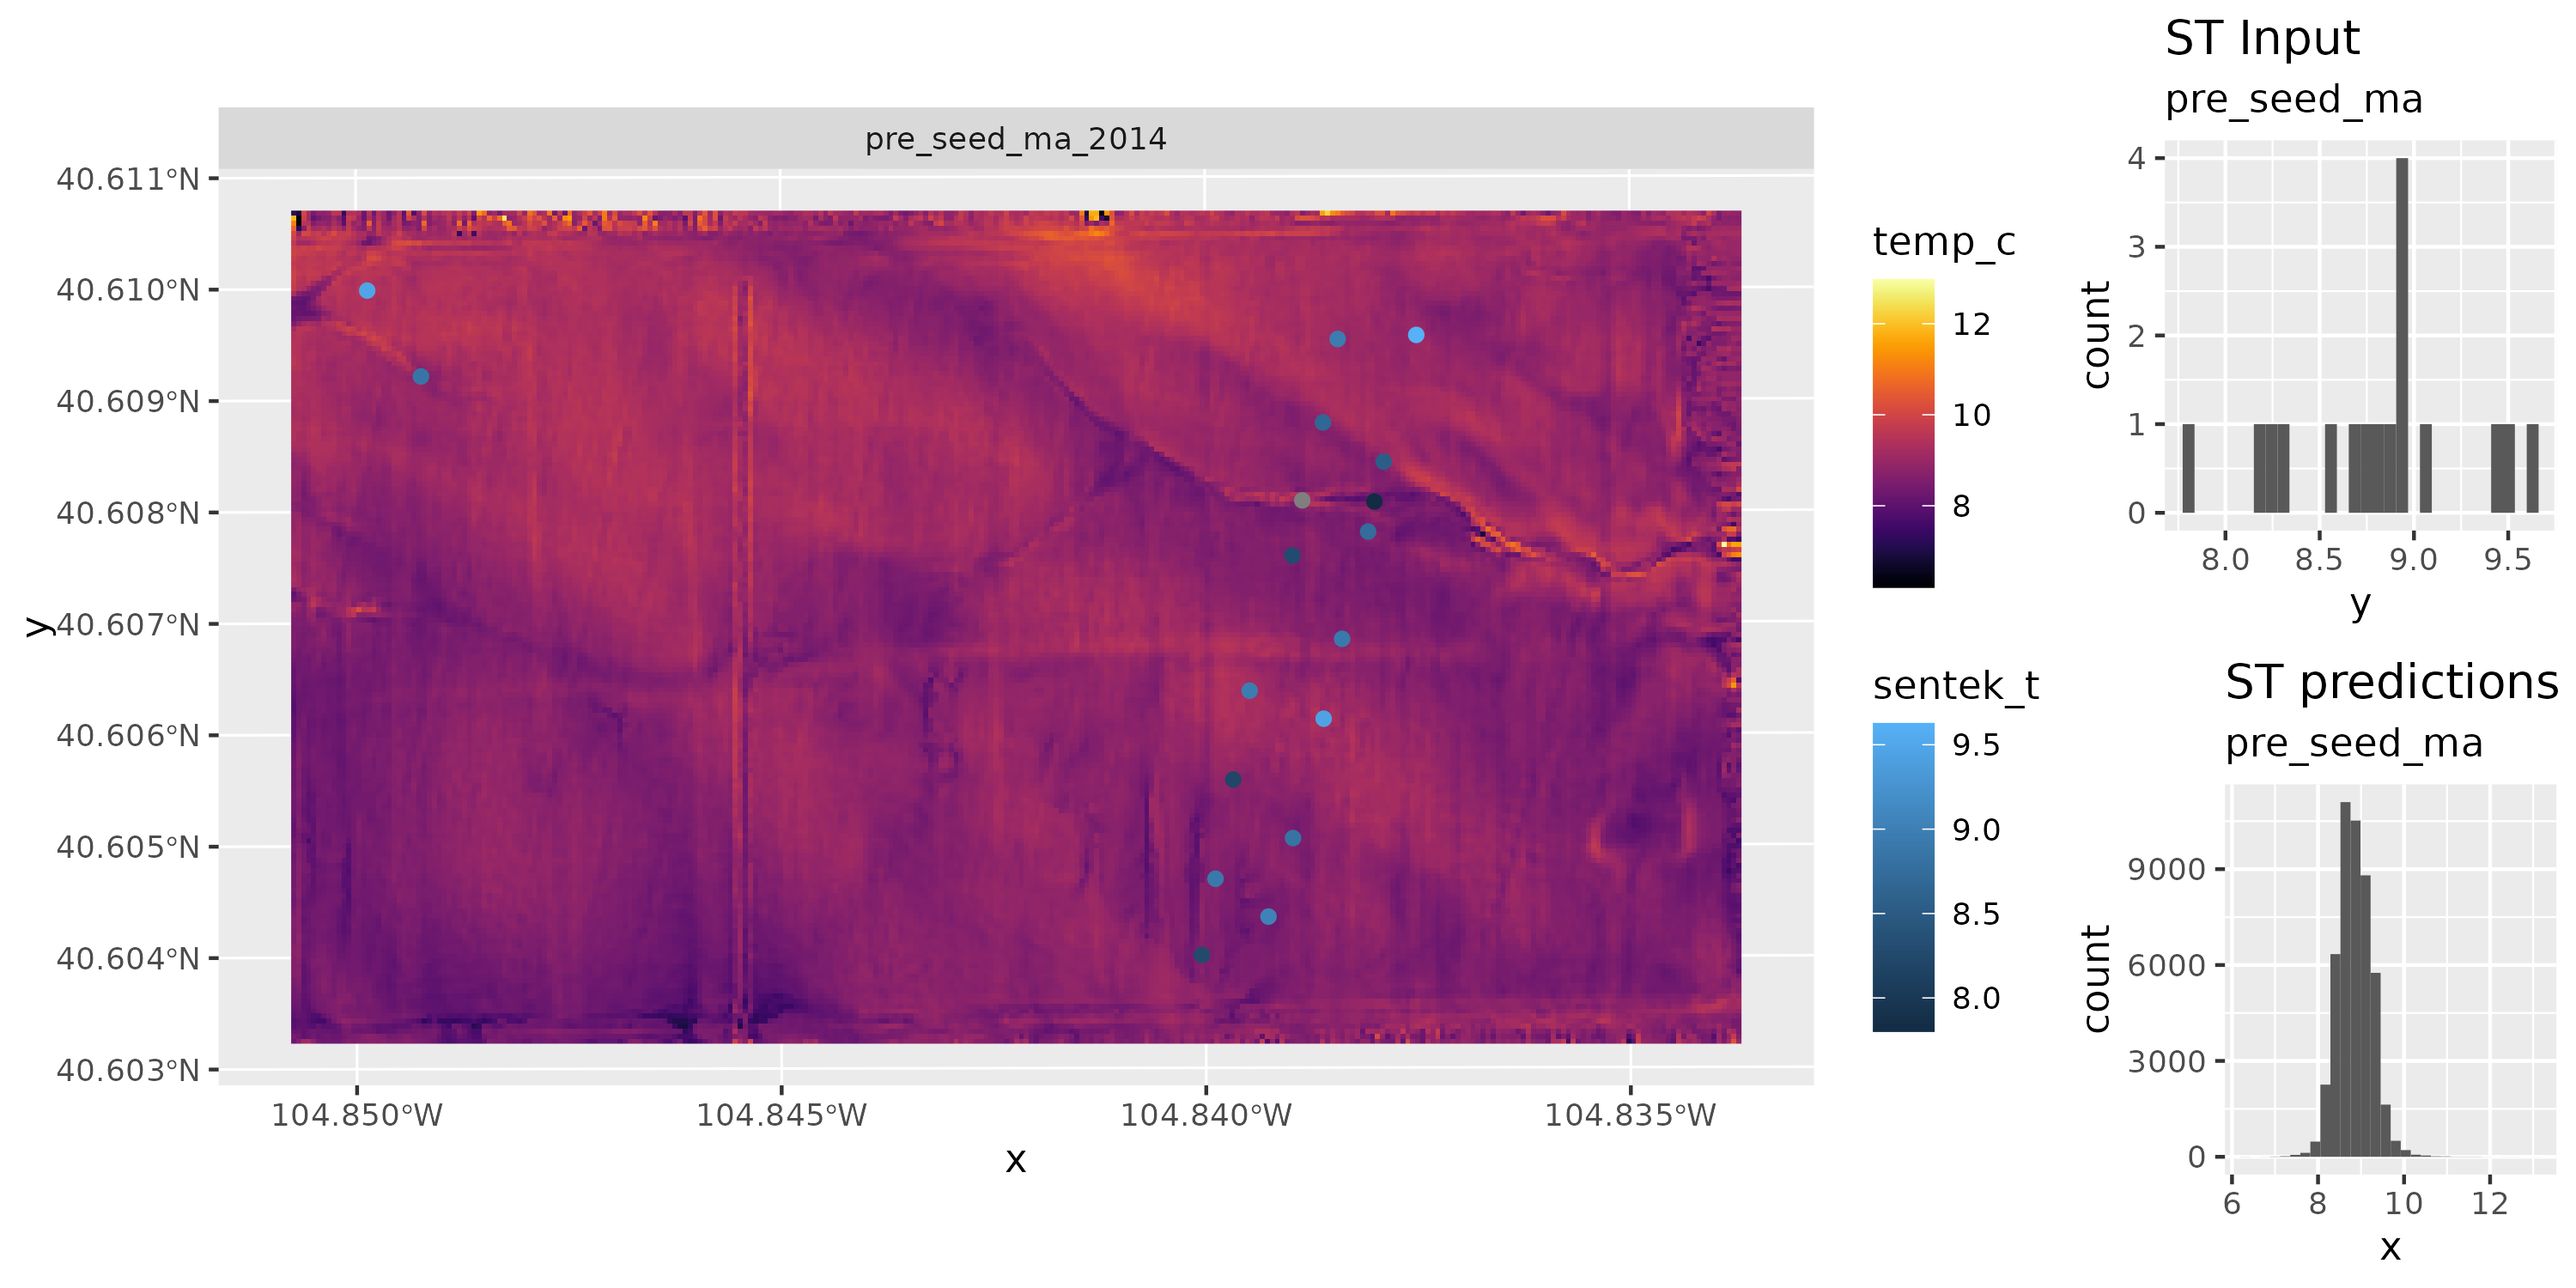 pre_seed_ma_2014
40.611°N
40.610°N
40.609°N
40.608°N
40.607°N
40.606°N
40.605°N
40.604°N
40.603°N
y
104.850°W 104.845°W 104.840°W 104.835°W
x
temp_c
12
10
8
sentek_t
9.5
9.0
8.5
8.0
ST Input
pre_seed_ma
4
3
2
1
0
count
8.0 8.5 9.0 9.5
y
ST predictions
pre_seed_ma
9000
6000
3000
0
count
6 8 10 12
x